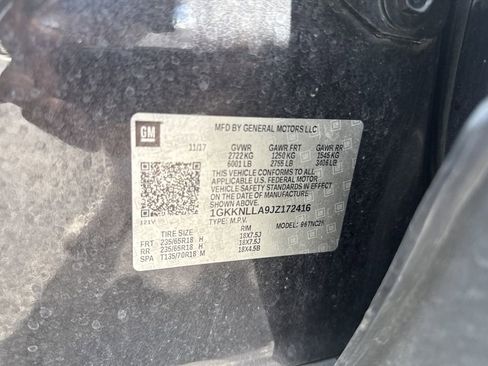 GM
MFD BY GENERAL MOTORS LLC
11/17 GVWR GAWR FRT GAWR RR
2722 KG 1250 KG 1545 KG
6001 LB 2755 LB 3406 LB
THIS VEHICLE CONFORMS TO ALL
APPLICABLE U.S. FEDERAL MOTOR
VEHICLE SAFETY
STANDARDS IN EFFECT ON THE DATE OF MANUFACTURE
SHOWN ABOVE.
1GKKNLLA9JZ172416
121V
TYPE: M.P.V. MODEL:
TIRE SIZE RIM
FRT 235/65R18 H 18X7.5J
RR 235/65R18 H 18X7.5J
SPA T135/70R18 M 18X4.5B